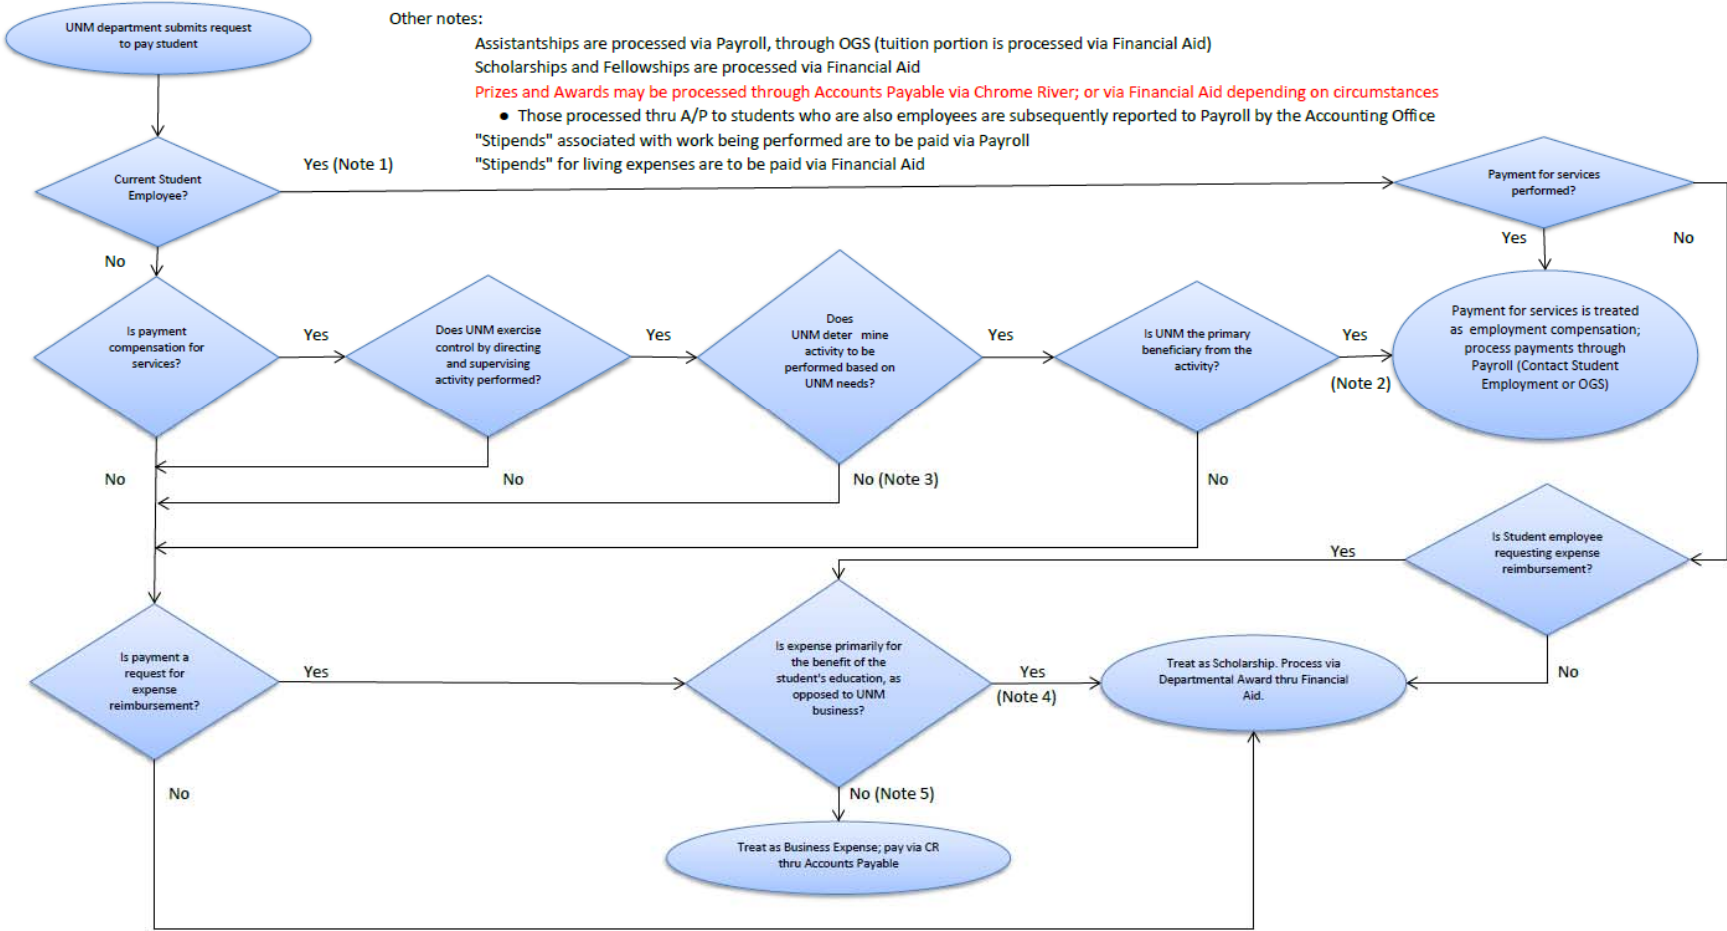 UNM department submits request
to pay student
Other notes:
Assistantships are processed via Payroll, through OGS (tuition portion is processed via Financial Aid)
Scholarships and Fellowships are processed via Financial Aid
Prizes and Awards may be processed through Accounts Payable via Chrome River; or via Financial Aid depending on circumstances
● Those processed thru A/P to students who are also employees are subsequently reported to Payroll by the Accounting Office
"Stipends" associated with work being performed are to be paid via Payroll
"Stipends" for living expenses are to be paid via Financial Aid
Current Student
Employee?
Yes (Note 1)
Payment for services
performed?
Yes
No
No
Is payment
compensation for
services?
Yes
Does UNM exercise
control by directing
and supervising
activity performed?
Yes
Does
UNM deter mine
activity to be
performed based on
UNM needs?
Yes
Is UNM the primary
beneficiary from the
activity?
Yes
(Note 2)
Payment for services is treated
as employment compensation;
process payments through
Payroll (Contact Student
Employment or OGS)
No
No
No (Note 3)
No
Is Student employee
requesting expense
reimbursement?
Yes
No
Is payment a
request for
expense
reimbursement?
Yes
Is expense primarily for
the benefit of the
student's education, as
opposed to UNM
business?
Yes
(Note 4)
Treat as Scholarship. Process via
Departmental Award thru Financial
Aid.
No
No (Note 5)
Treat as Business Expense; pay via CR
thru Accounts Payable